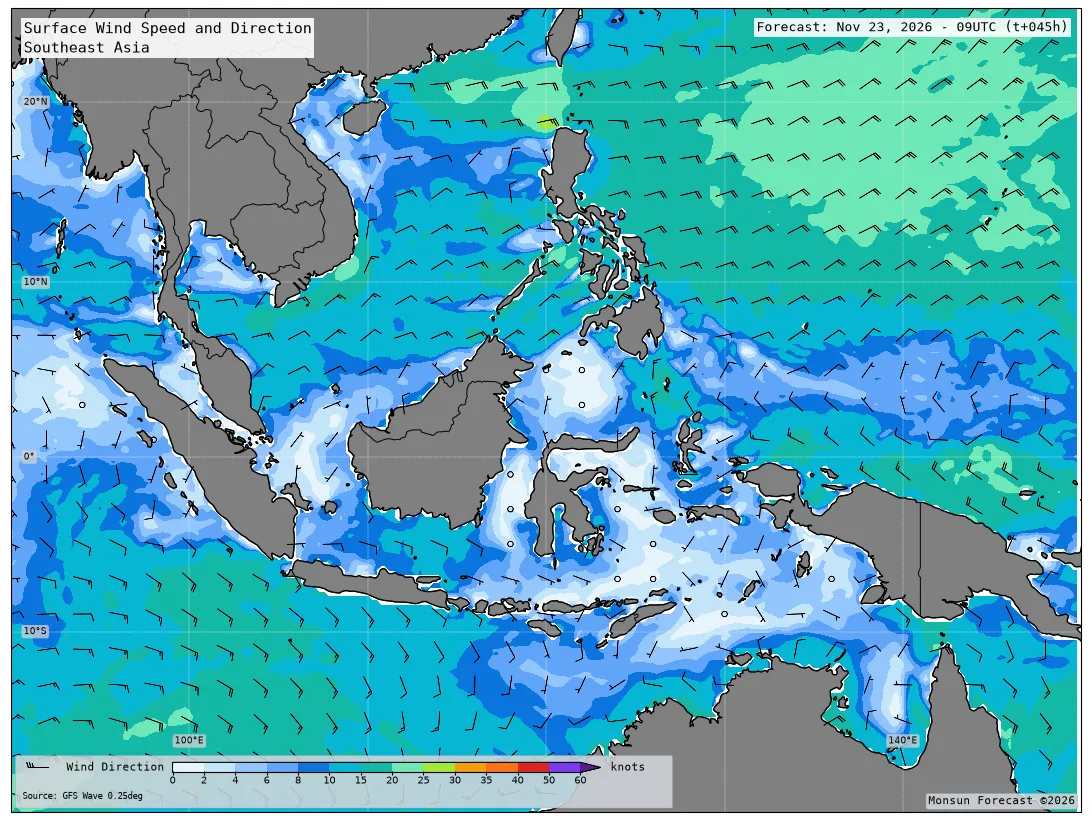 Surface Wind Speed and Direction
Southeast Asia
Forecast: Nov 23, 2026 - 09UTC (t+045h)
20°N
10°N
0°
10°S
100°E
140°E
Wind Direction
knots
0 2 4 6 8 10 15 20 25 30 35 40 50 60
Source: GFS Wave 0.25deg
Monsun Forecast ©2026